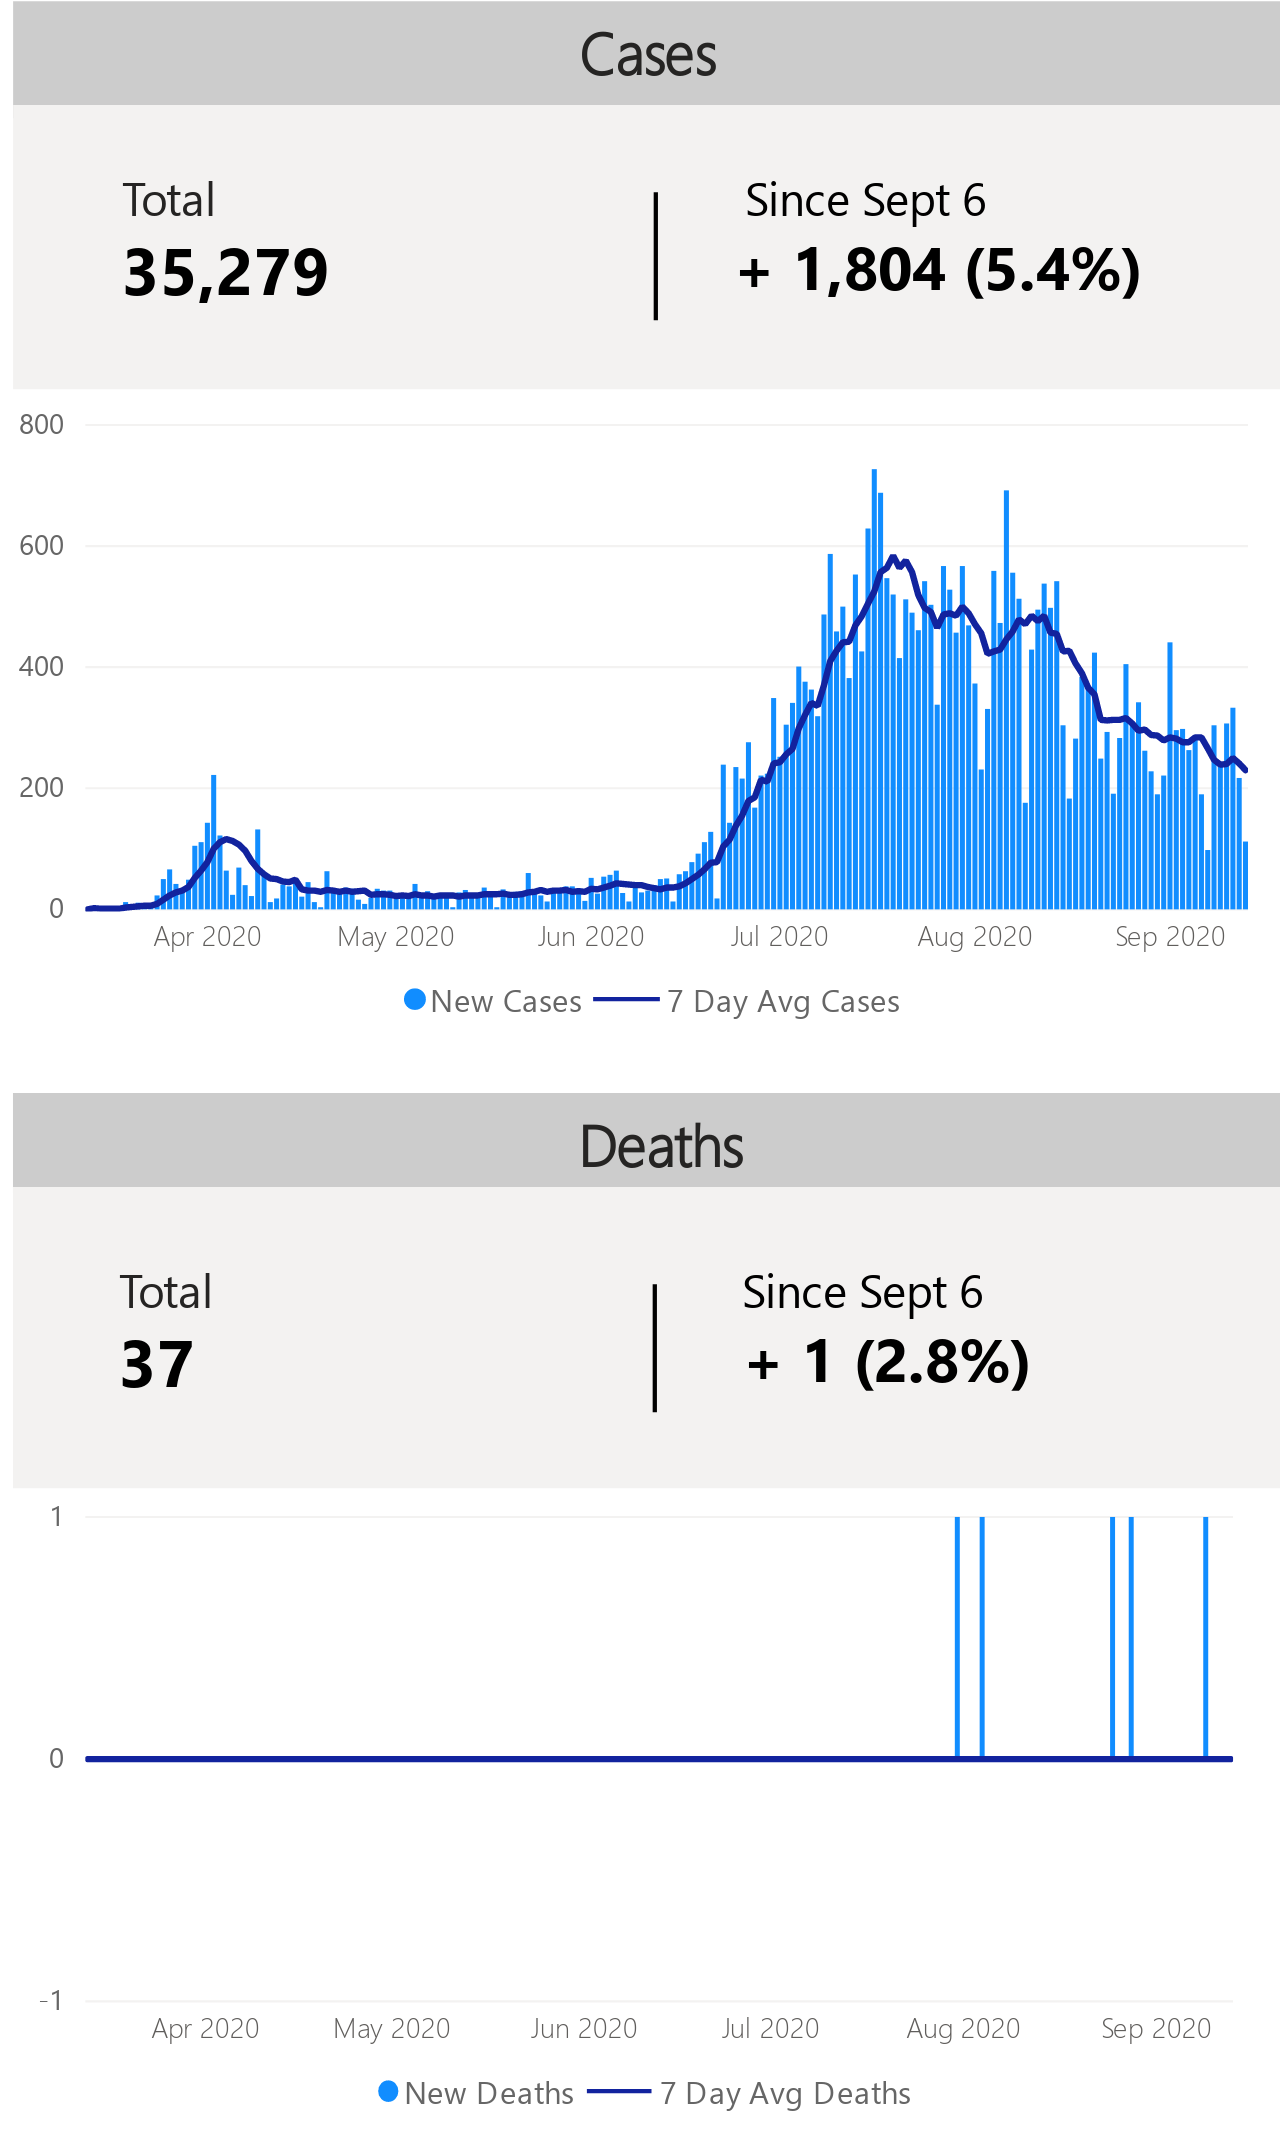 Cases
Total
Since Sept 6
35,279
+ 1,804 (5.4%)
800
600
400
200
0
Apr 2020 May 2020 Jun 2020 Jul 2020 Aug 2020 Sep 2020
New Cases 7 Day Avg Cases
Deaths
Total
Since Sept 6
37
+ 1 (2.8%)
1
0
-1
Apr 2020 May 2020 Jun 2020 Jul 2020 Aug 2020 Sep 2020
New Deaths 7 Day Avg Deaths